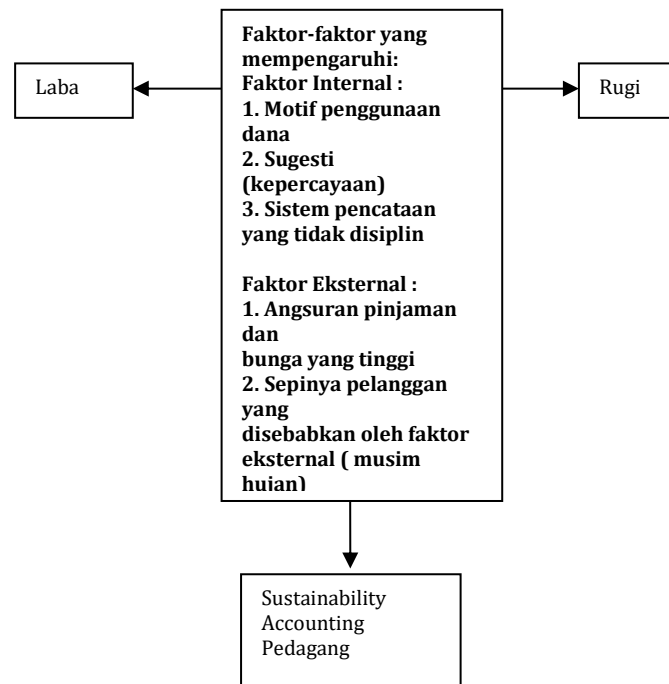 Faktor-faktor yang
mempengaruhi:
Faktor Internal :
1. Motif penggunaan
dana
2. Sugesti
(kepercayaan)
3. Sistem pencataan
yang tidak disiplin
Faktor Eksternal :
1. Angsuran pinjaman
dan
bunga yang tinggi
2. Sepinya pelanggan
yang
disebabkan oleh faktor
eksternal ( musim
hujan)
Laba
Rugi
Sustainability
Accounting
Pedagang